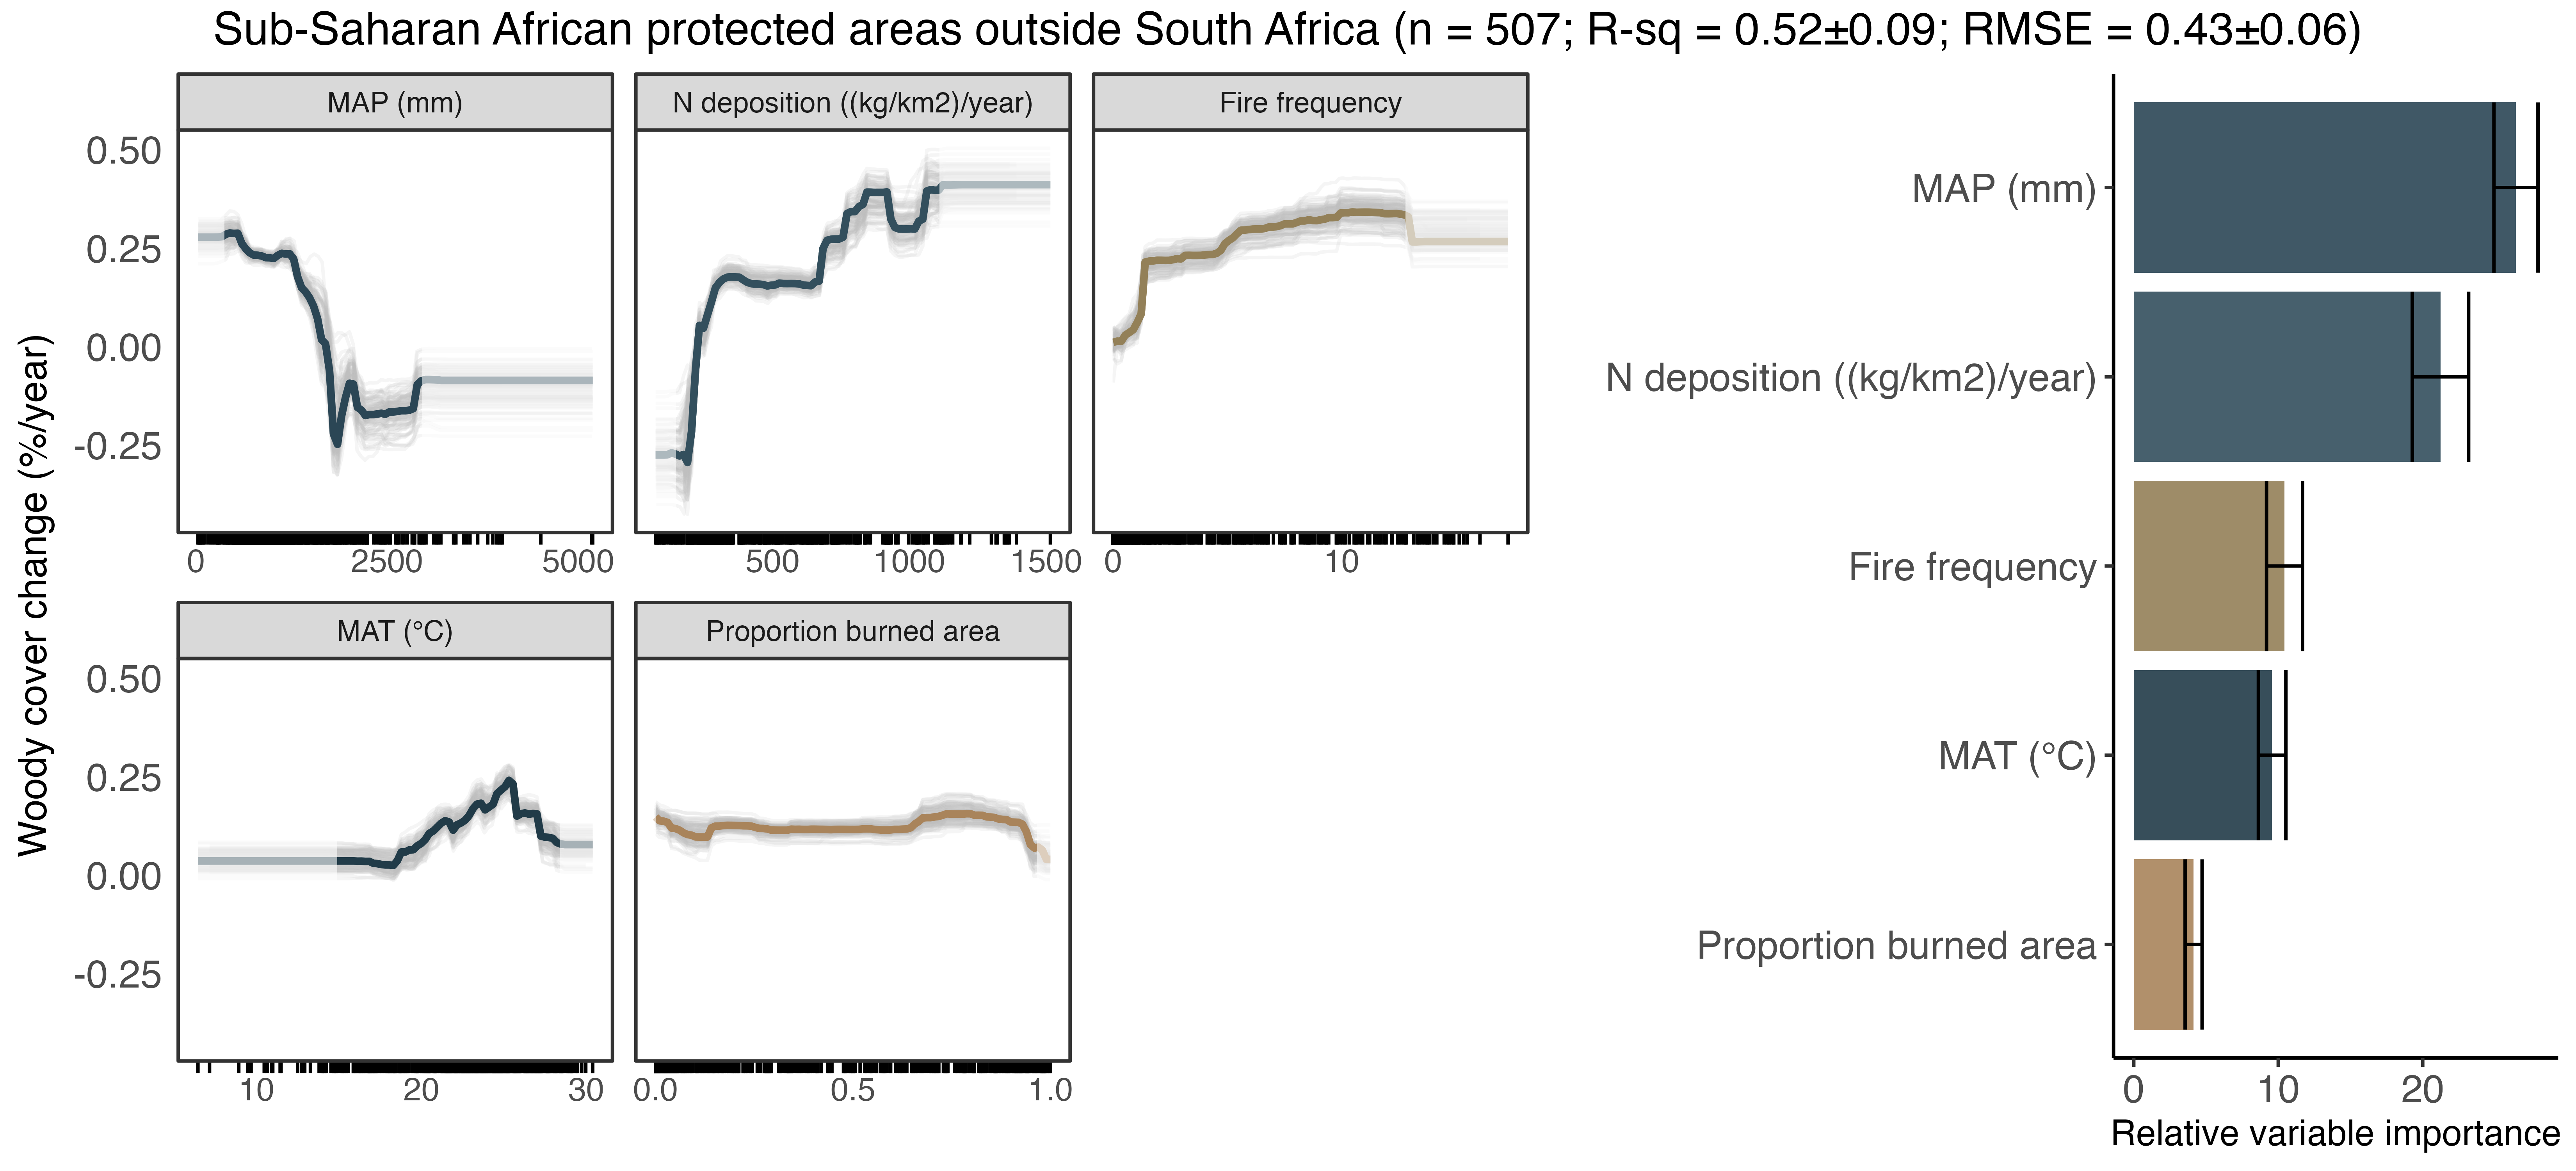 Sub-Saharan African protected areas outside South Africa (n = 507; R-sq = 0.52±0.09; RMSE = 0.43±0.06)
Woody cover change (%/year)
MAP (mm)
N deposition ((kg/km2)/year)
Fire frequency
0.50
0.25
0.00
-0.25
0 2500 5000
500 1000 1500
0 10
MAT (°C)
Proportion burned area
0.50
0.25
0.00
-0.25
10 20 30
0.0 0.5 1.0
MAP (mm)
N deposition ((kg/km2)/year)
Fire frequency
MAT (°C)
Proportion burned area
0 10 20
Relative variable importance